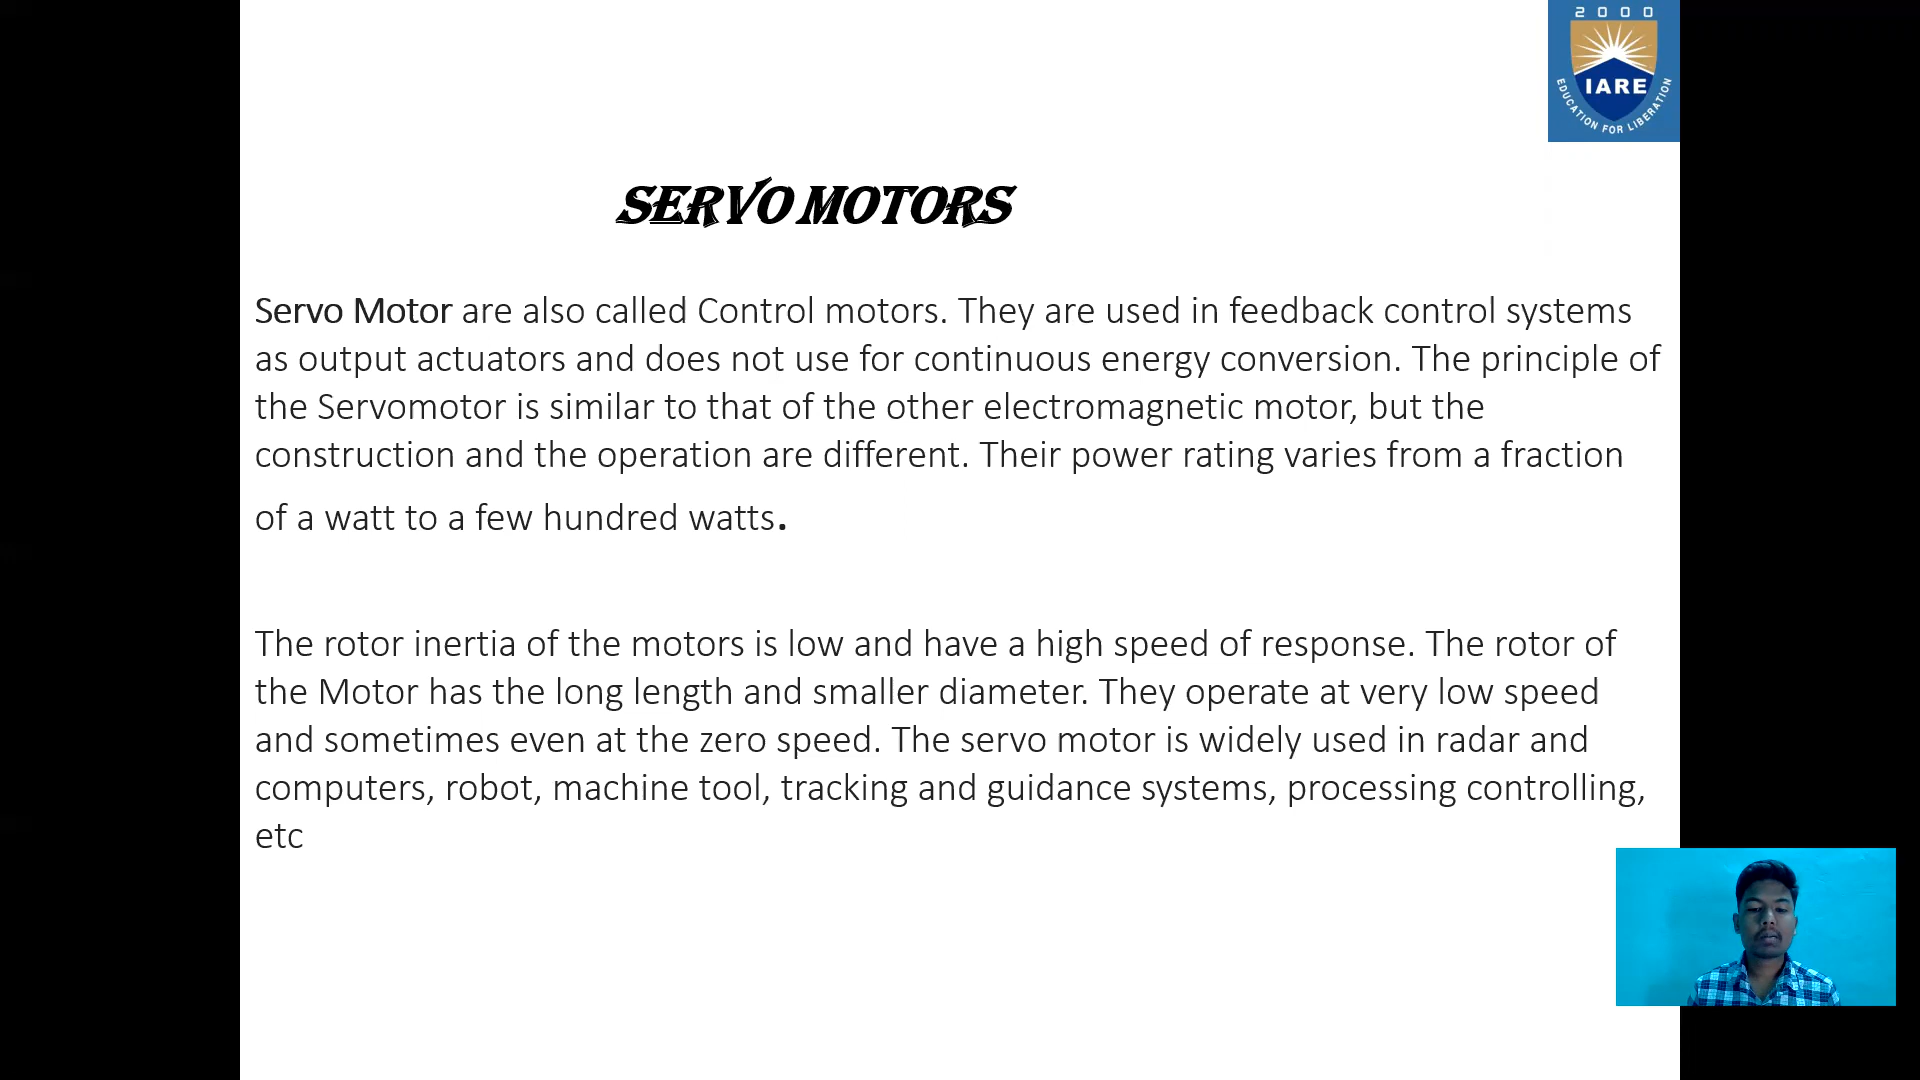 2000
IARE
EDUCATION FOR LIBERATION
SERVO MOTORS
Servo Motor are also called Control motors. They are used in feedback control systems
as output actuators and does not use for continuous energy conversion. The principle of
the Servomotor is similar to that of the other electromagnetic motor, but the
construction and the operation are different. Their power rating varies from a fraction
of a watt to a few hundred watts.
The rotor inertia of the motors is low and have a high speed of response. The rotor of
the Motor has the long length and smaller diameter. They operate at very low speed
and sometimes even at the zero speed. The servo motor is widely used in radar and
computers, robot, machine tool, tracking and guidance systems, processing controlling,
etc